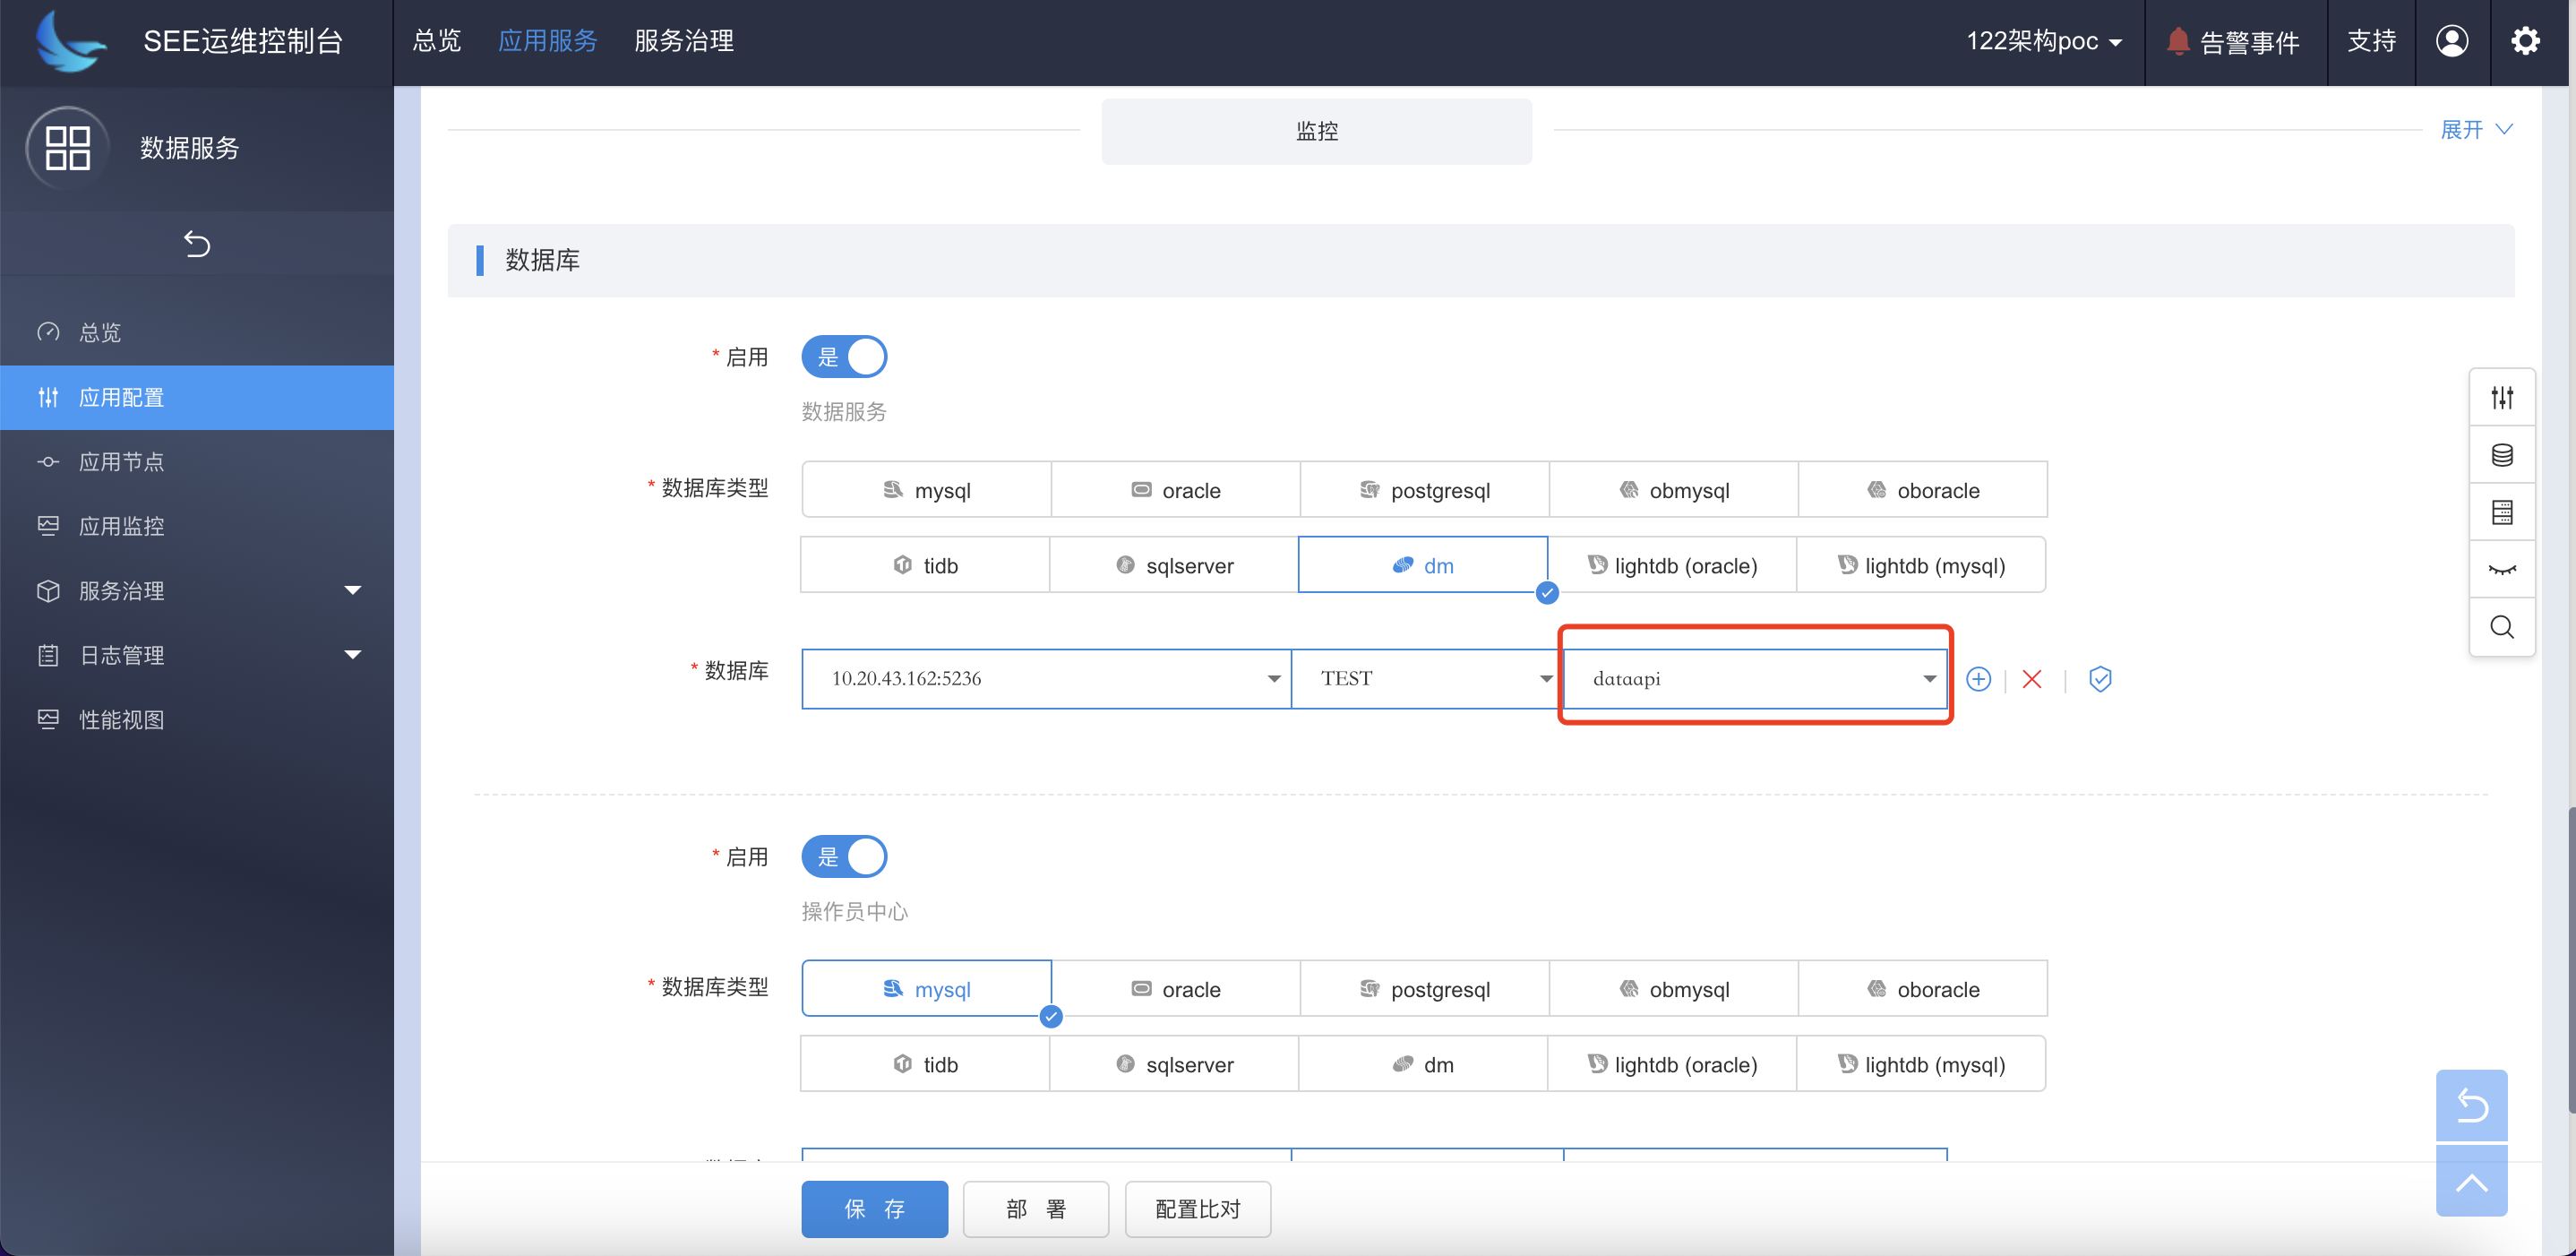 SEE运维控制台
总览
应用服务
服务治理
122架构poc
告警事件
支持
数据服务
总览
应用配置
应用节点
应用监控
服务治理
日志管理
性能视图
监控
展开
数据库
* 启用
是
数据服务
* 数据库类型
mysql
oracle
postgresql
obmysql
oboracle
tidb
sqlserver
dm
lightdb (oracle)
lightdb (mysql)
* 数据库
10.20.43.162:5236
TEST
dataapi
* 启用
是
操作员中心
* 数据库类型
mysql
oracle
postgresql
obmysql
oboracle
tidb
sqlserver
dm
lightdb (oracle)
lightdb (mysql)
保 存
部 署
配置比对